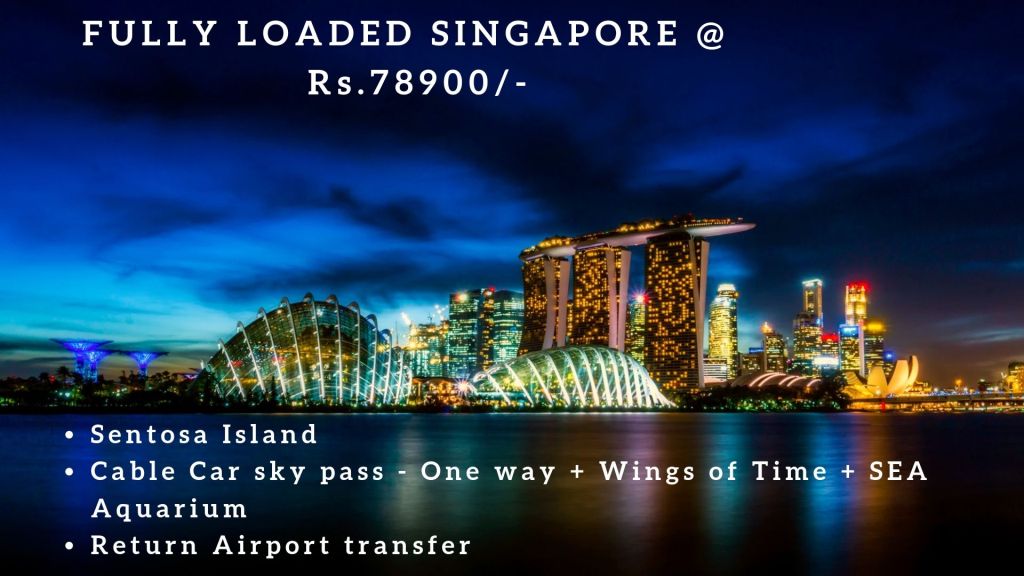 FULLY LOADED SINGAPORE @
Rs.78900/-
• Sentosa Island
• Cable Car sky pass - One way + Wings of Time + SEA
Aquarium
• Return Airport transfer